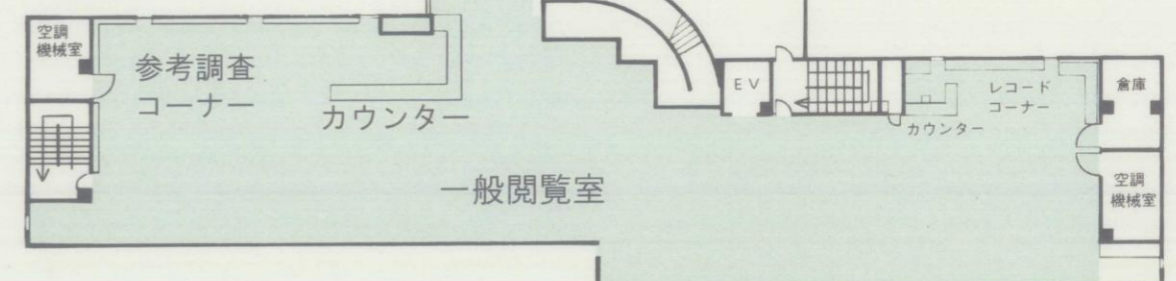 空調
機械室
参考調査
コーナー
カウンター
一般閲覧室
EV
カウンター
レコード
コーナー
倉庫
空調
機械室